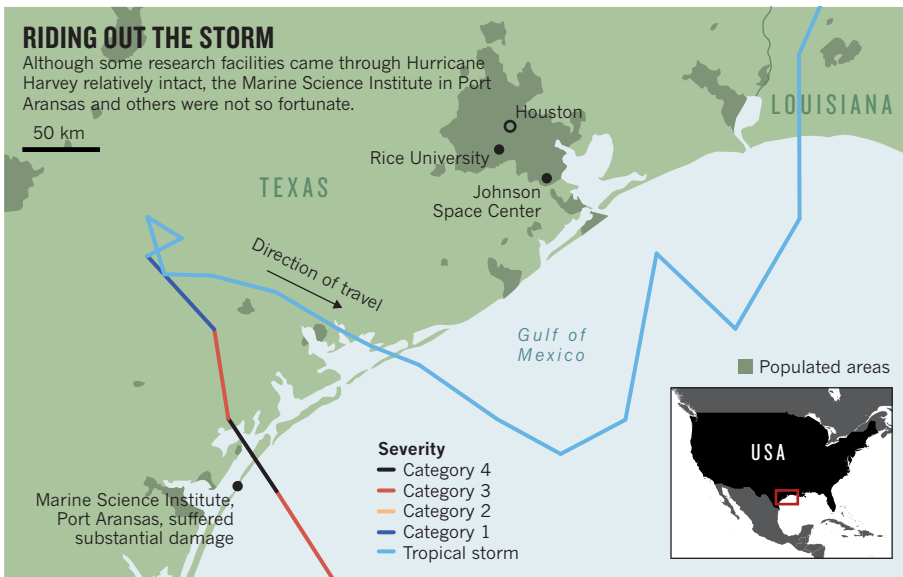 RIDING OUT THE STORM
Although some research facilities came through Hurricane
Harvey relatively intact, the Marine Science Institute in Port
Aransas and others were not so fortunate.
50 km
LOUISIANA
Houston
Rice University
Johnson
Space Center
TEXAS
Direction of travel
Gulf of
Mexico
Populated areas
USA
Severity
Category 4
Category 3
Category 2
Category 1
Tropical storm
Marine Science Institute,
Port Aransas, suffered
substantial damage